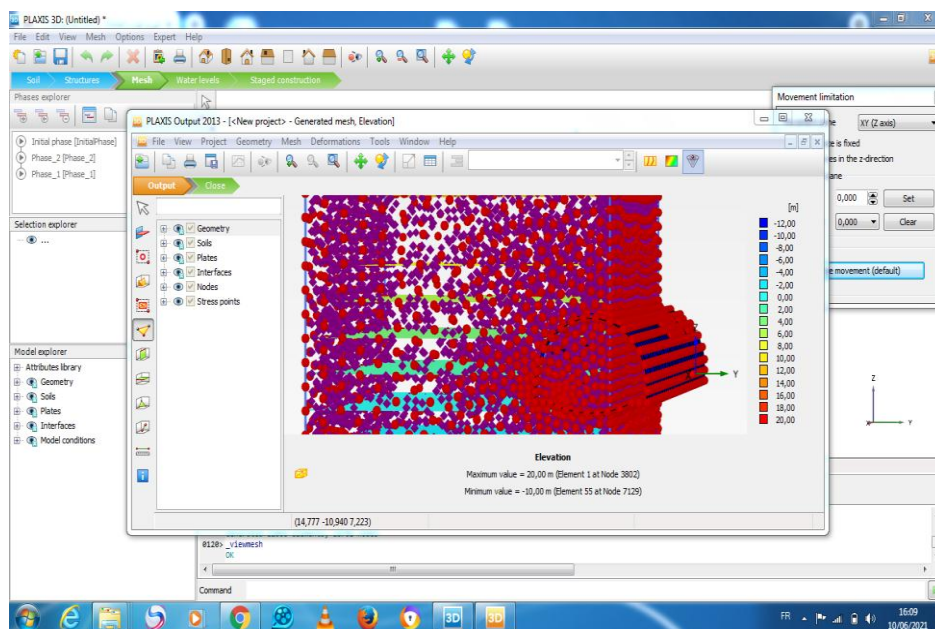 PLAXIS 3D: (Untitled) *
File Edit View Mesh Options Expert Help
Soil Structures Mesh Water levels Staged construction
Phases explorer
Initial phase [InitialPhase]
Phase_2 [Phase_2]
Phase_1 [Phase_1]
Selection explorer
...
Model explorer
Attributes library
Geometry
Soils
Plates
Interfaces
Model conditions
Movement limitation
XY (Z axis)
is fixed
in the z-direction
0,000 Set
0,000 Clear
movement (default)
Z
Y
PLAXIS Output 2013 - [<New project> - Generated mesh, Elevation]
File View Project Geometry Mesh Deformations Tools Window Help
Output Close
Geometry
Soils
Plates
Interfaces
Nodes
Stress points
Y
[m]
-12,00
-10,00
-8,00
-6,00
-4,00
-2,00
0,00
2,00
4,00
6,00
8,00
10,00
12,00
14,00
16,00
18,00
20,00
Elevation
Maximum value = 20,00 m (Element 1 at Node 3802)
Minimum value = -10,00 m (Element 55 at Node 7129)
(14,777 -10,940 7,223)
0120> _viewmesh
OK
Command
3D 3D
FR
16:09
10/06/2021